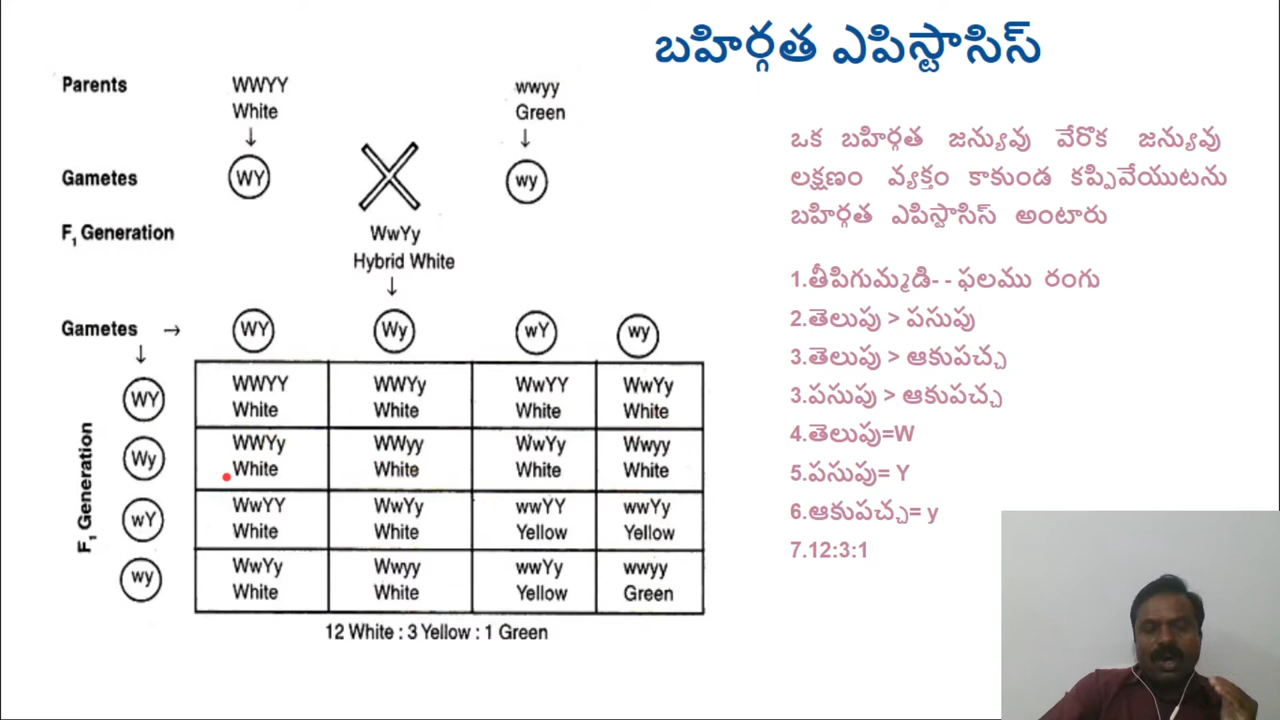 బహిర్గత ఎపిస్టాసిస్
Parents WWYY wwyy
White Green
↓ ↓
Gametes WY wy
F1 Generation WwYy
Hybrid White
↓
Gametes → WY Wy wY wy
↓
F1 Generation
WY WWYY WWYy WwYY WwYy
White White White White
Wy WWYy WWyy WwYy Wwyy
White White White White
wY WwYY WwYy wwYY wwYy
White White Yellow Yellow
wy WwYy Wwyy wwYy wwyy
White White Yellow Green
12 White : 3 Yellow : 1 Green
ఒక బహిర్గత జన్యువు వేరొక జన్యువు
లక్షణం వ్యక్తం కాకుండ కప్పివేయుటను
బహిర్గత ఎపిస్టాసిస్ అంటారు
1.తీపిగుమ్మడి- - ఫలము రంగు
2.తెలుపు > పసుపు
3.తెలుపు > ఆకుపచ్చ
3.పసుపు > ఆకుపచ్చ
4.తెలుపు=W
5.పసుపు= Y
6.ఆకుపచ్చ= y
7.12:3:1